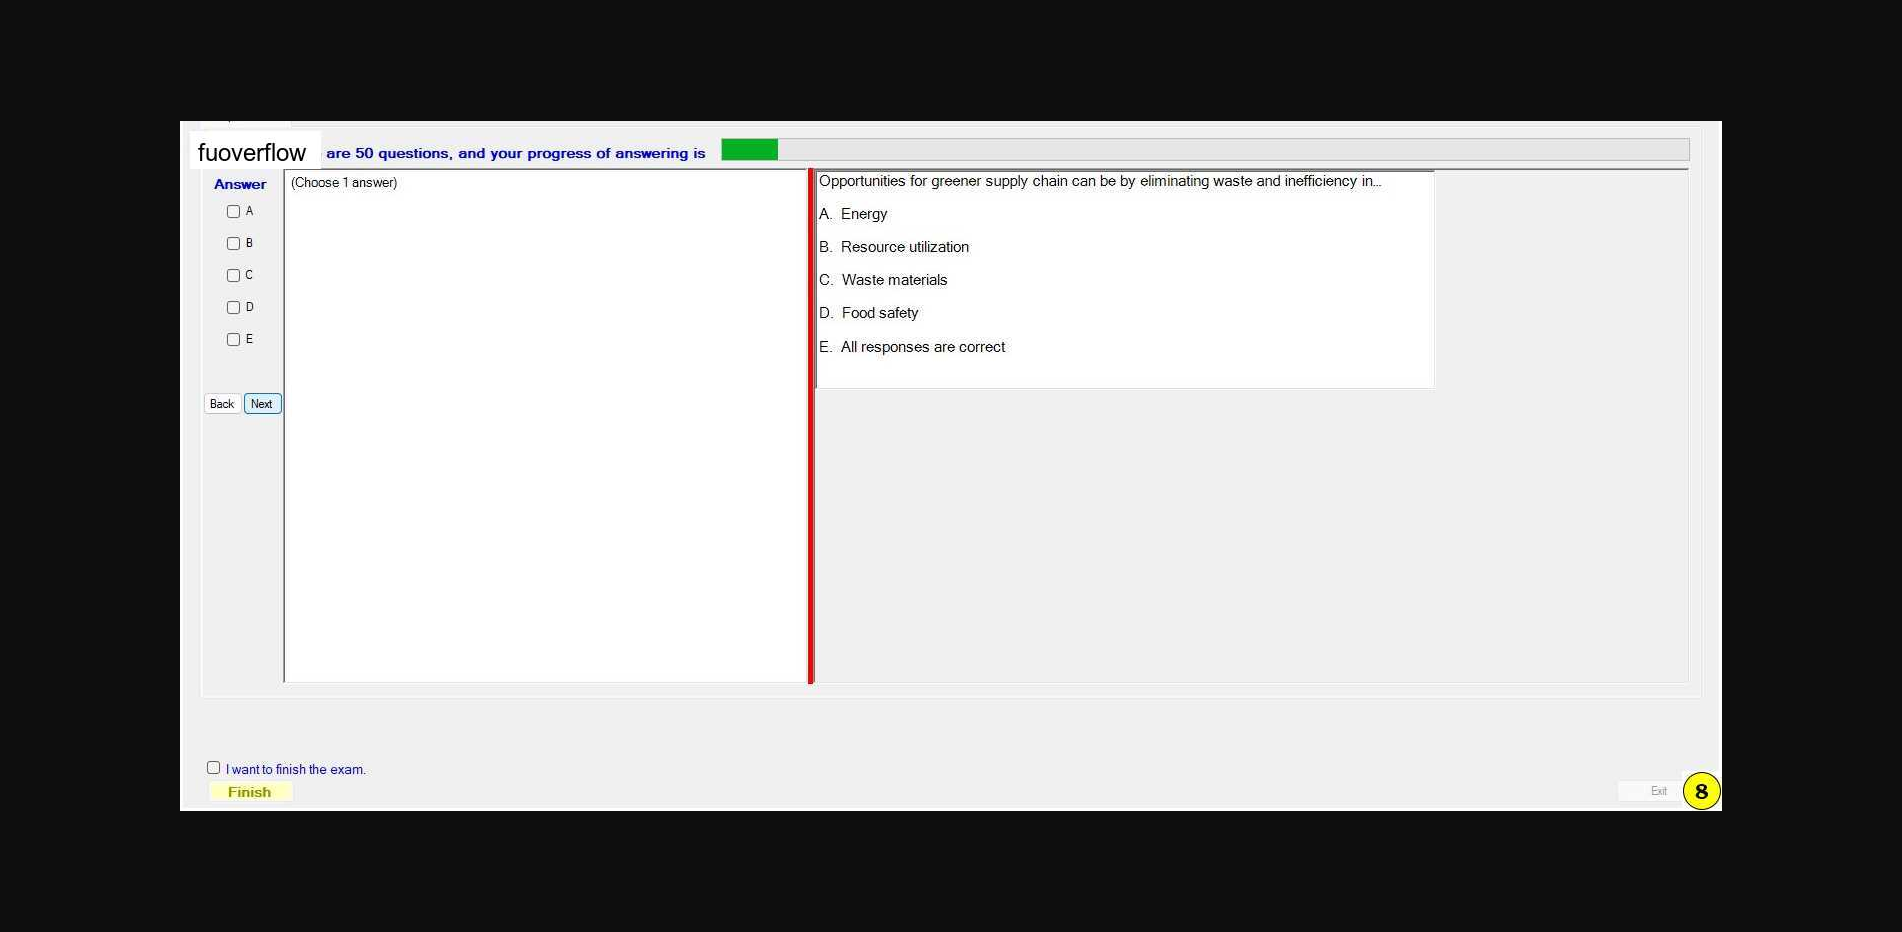 fuoverflow are 50 questions, and your progress of answering is
Answer
(Choose 1 answer)
A
B
C
D
E
Back Next
Opportunities for greener supply chain can be by eliminating waste and inefficiency in...
A. Energy
B. Resource utilization
C. Waste materials
D. Food safety
E. All responses are correct
I want to finish the exam.
Finish
Exit
8